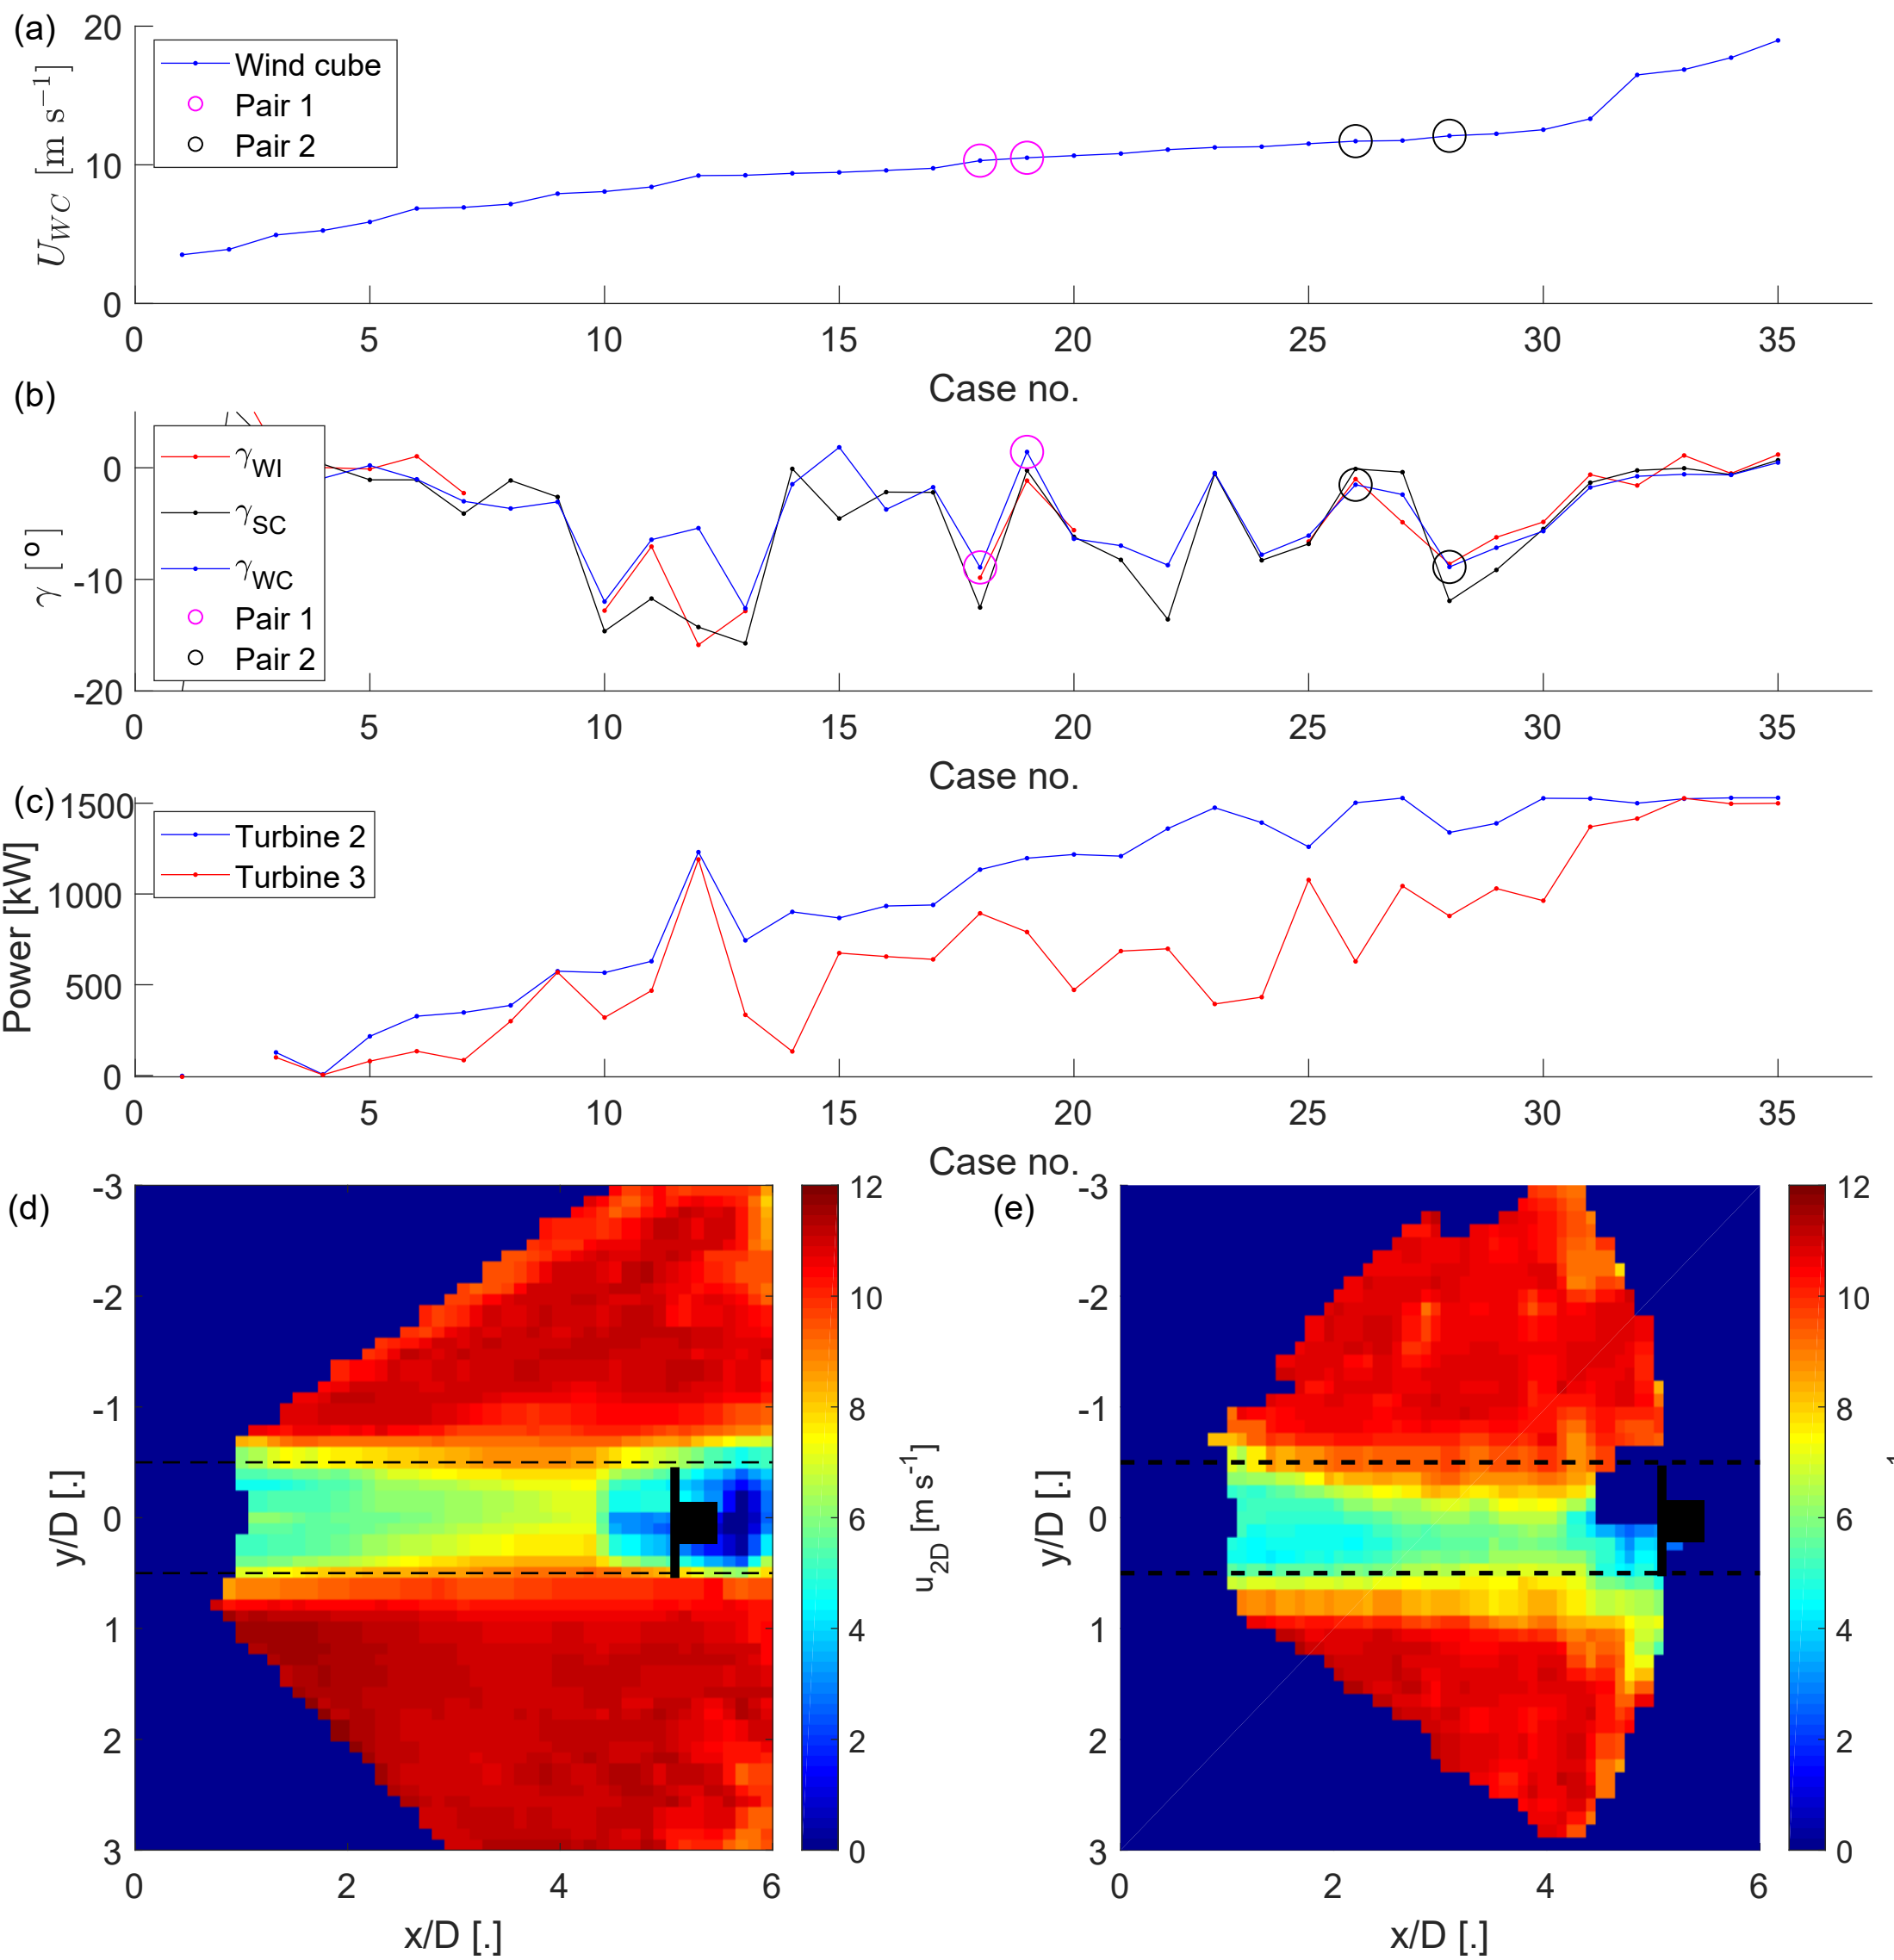 (a)
20
10
0
U_WC [m s⁻¹]
Wind cube
Pair 1
Pair 2
0 5 10 15 20 25 30 35
Case no.
(b)
0
-10
-20
γ [º]
γWI
γSC
γWC
Pair 1
Pair 2
0 5 10 15 20 25 30 35
Case no.
(c)
1500
1000
500
0
Power [kW]
Turbine 2
Turbine 3
0 5 10 15 20 25 30 35
Case no.
(d)
-3
-2
-1
0
1
2
3
y/D [.]
0 2 4 6
x/D [.]
12
10
8
6
4
2
0
u2D [m s-1]
(e)
-3
-2
-1
0
1
2
3
y/D [.]
0 2 4 6
x/D [.]
12
10
8
6
4
2
0